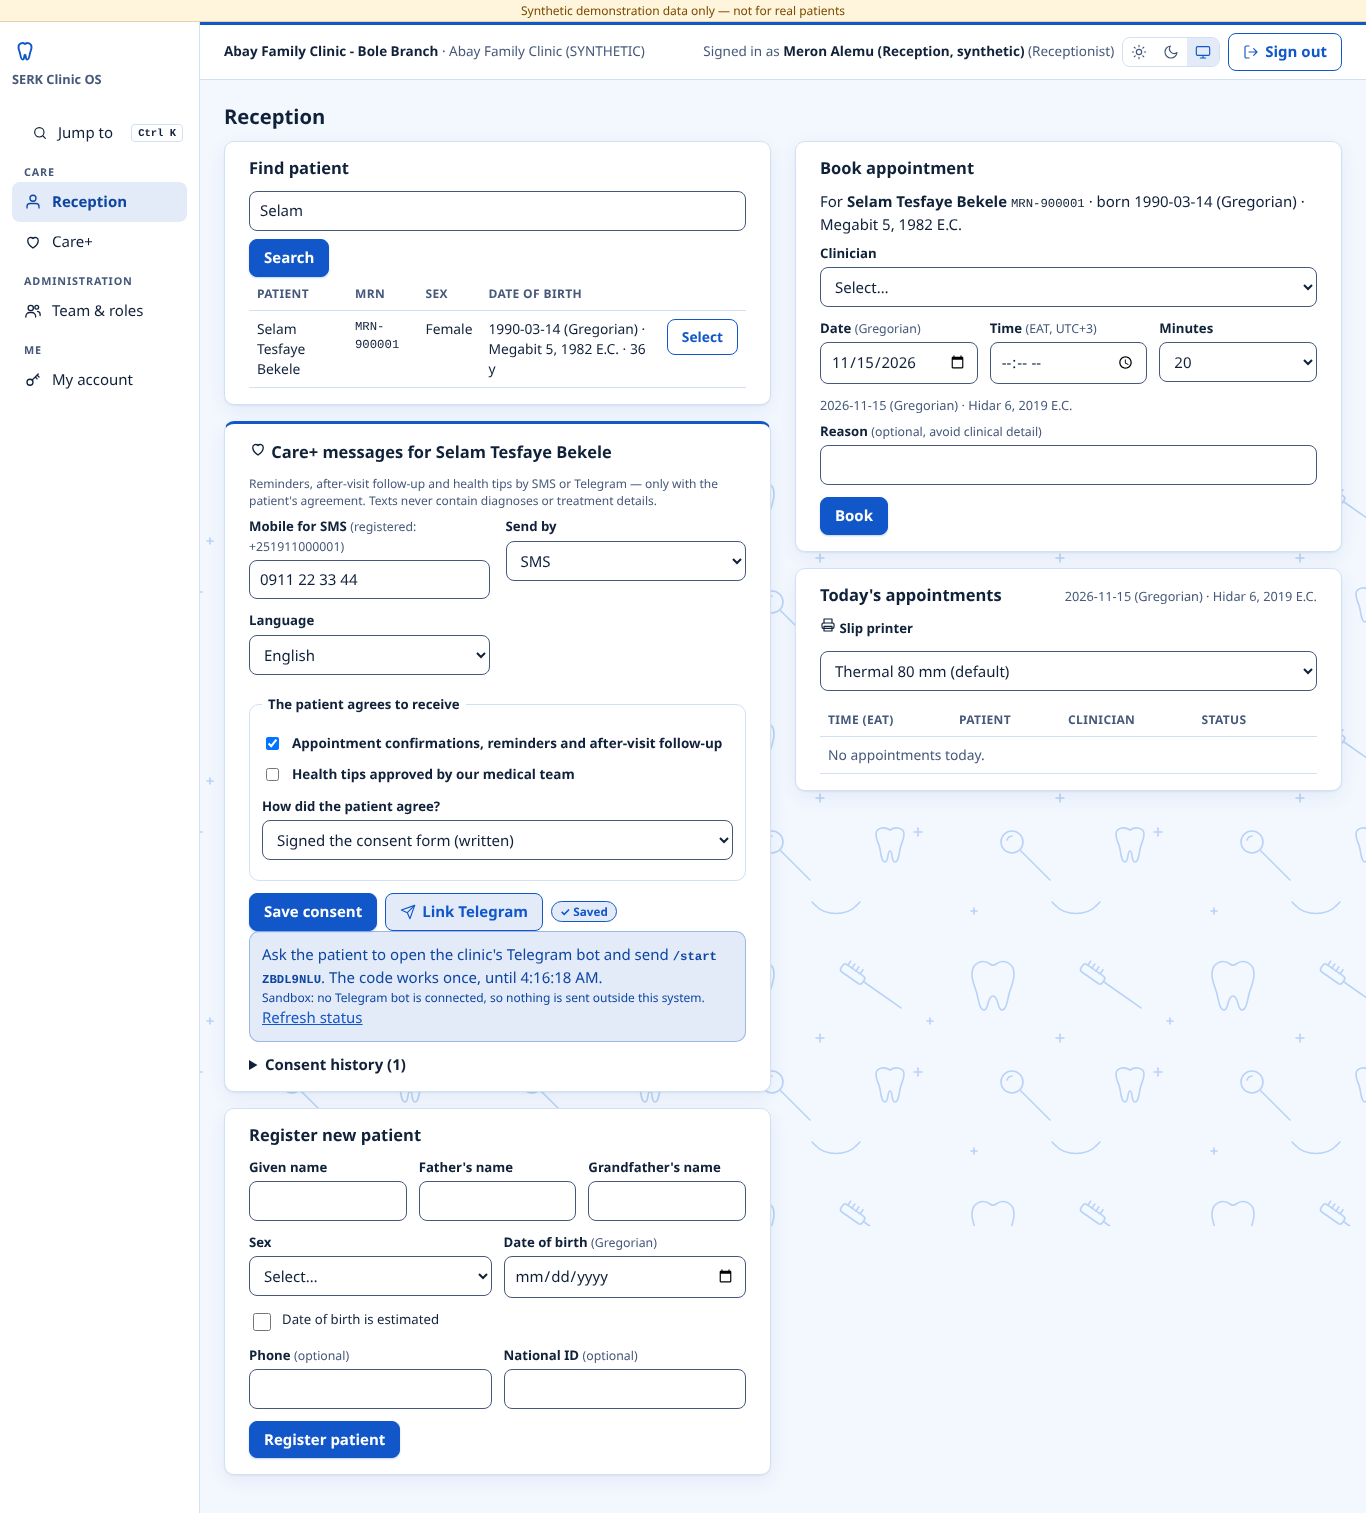 Synthetic demonstration data only — not for real patients
SERK Clinic OS
Jump to Ctrl K
CARE
Reception
Care+
ADMINISTRATION
Team & roles
ME
My account
Abay Family Clinic - Bole Branch · Abay Family Clinic (SYNTHETIC)
Signed in as Meron Alemu (Reception, synthetic) (Receptionist)
Sign out
Reception
Find patient
Selam
Search
PATIENT MRN SEX DATE OF BIRTH
Selam MRN- Female 1990-03-14 (Gregorian) · Select
Tesfaye 900001 Megabit 5, 1982 E.C. · 36
Bekele y
Care+ messages for Selam Tesfaye Bekele
Reminders, after-visit follow-up and health tips by SMS or Telegram — only with the
patient's agreement. Texts never contain diagnoses or treatment details.
Mobile for SMS (registered:
+251911000001)
0911 22 33 44
Send by
SMS
Language
English
The patient agrees to receive
Appointment confirmations, reminders and after-visit follow-up
Health tips approved by our medical team
How did the patient agree?
Signed the consent form (written)
Save consent Link Telegram ✓ Saved
Ask the patient to open the clinic's Telegram bot and send /start
ZBDL9NLU. The code works once, until 4:16:18 AM.
Sandbox: no Telegram bot is connected, so nothing is sent outside this system.
Refresh status
Consent history (1)
Register new patient
Given name Father's name Grandfather's name
Sex Date of birth (Gregorian)
Select... mm/dd/yyyy
Date of birth is estimated
Phone (optional) National ID (optional)
Register patient
Book appointment
For Selam Tesfaye Bekele MRN-900001 · born 1990-03-14 (Gregorian) ·
Megabit 5, 1982 E.C.
Clinician
Select...
Date (Gregorian) Time (EAT, UTC+3) Minutes
11/15/2026 --:-- -- 20
2026-11-15 (Gregorian) · Hidar 6, 2019 E.C.
Reason (optional, avoid clinical detail)
Book
Today's appointments 2026-11-15 (Gregorian) · Hidar 6, 2019 E.C.
Slip printer
Thermal 80 mm (default)
TIME (EAT) PATIENT CLINICIAN STATUS
No appointments today.